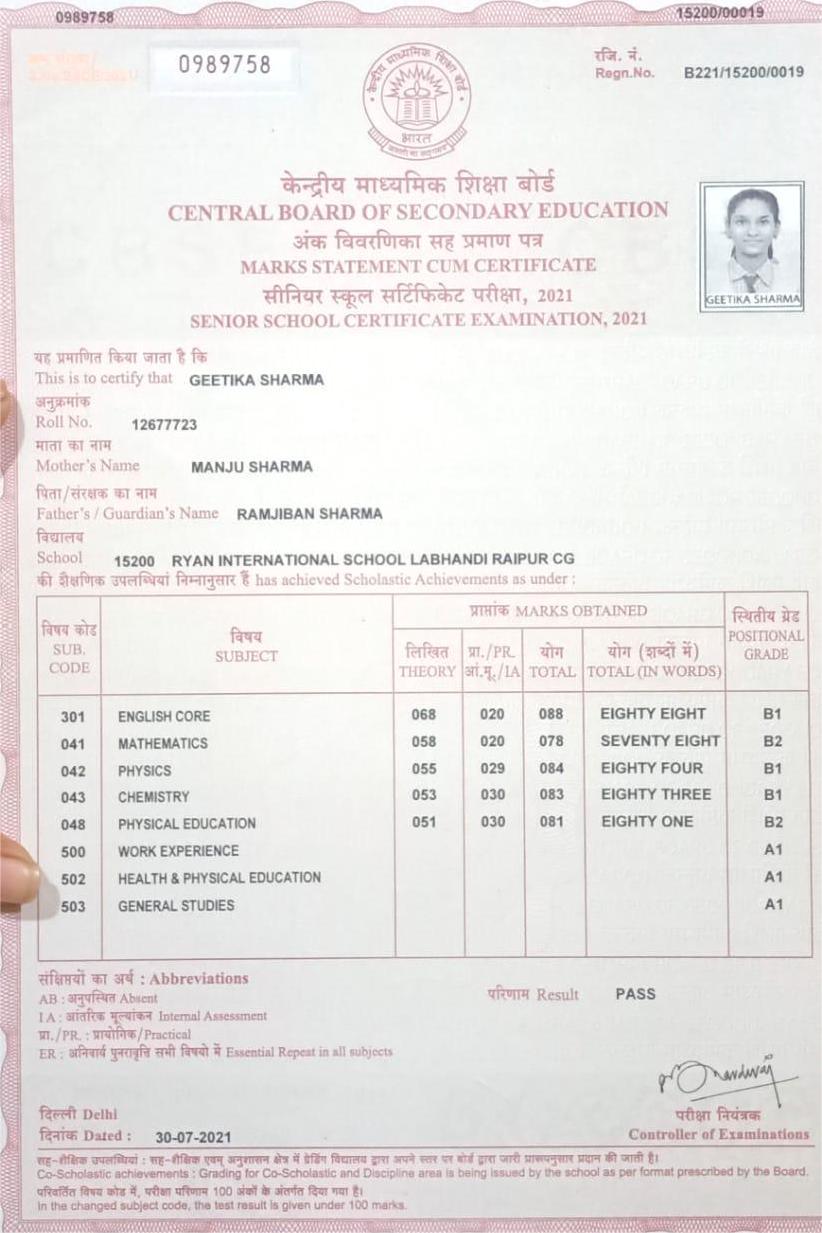 0989758
15200/00019
0989758
रजि. नं.
Regn.No. B221/15200/0019
केन्द्रीय माध्यमिक शिक्षा बोर्ड
भारत
केन्द्रीय माध्यमिक शिक्षा बोर्ड
CENTRAL BOARD OF SECONDARY EDUCATION
अंक विवरणिका सह प्रमाण पत्र
MARKS STATEMENT CUM CERTIFICATE
सीनियर स्कूल सर्टिफिकेट परीक्षा, 2021
SENIOR SCHOOL CERTIFICATE EXAMINATION, 2021
GEETIKA SHARMA
यह प्रमाणित किया जाता है कि
This is to certify that GEETIKA SHARMA
अनुक्रमांक
Roll No. 12677723
माता का नाम
Mother's Name MANJU SHARMA
पिता/संरक्षक का नाम
Father's / Guardian's Name RAMJIBAN SHARMA
विद्यालय
School 15200 RYAN INTERNATIONAL SCHOOL LABHANDI RAIPUR CG
की शैक्षणिक उपलब्धियां निम्नानुसार हैं has achieved Scholastic Achievements as under :
विषय कोड
SUB.
CODE
विषय
SUBJECT
प्राप्तांक MARKS OBTAINED
लिखित
THEORY
प्रा./PR.
आं.मू./IA
योग
TOTAL
योग (शब्दों में)
TOTAL (IN WORDS)
स्थितीय ग्रेड
POSITIONAL
GRADE
301 ENGLISH CORE 068 020 088 EIGHTY EIGHT B1
041 MATHEMATICS 058 020 078 SEVENTY EIGHT B2
042 PHYSICS 055 029 084 EIGHTY FOUR B1
043 CHEMISTRY 053 030 083 EIGHTY THREE B1
048 PHYSICAL EDUCATION 051 030 081 EIGHTY ONE B2
500 WORK EXPERIENCE A1
502 HEALTH & PHYSICAL EDUCATION A1
503 GENERAL STUDIES A1
संक्षिप्तियों का अर्थ : Abbreviations
AB : अनुपस्थित Absent
I A : आंतरिक मूल्यांकन Internal Assessment
प्रा./PR. : प्रायोगिक/Practical
ER : अनिवार्य पुनरावृत्ति सभी विषयों में Essential Repeat in all subjects
परिणाम Result PASS
दिल्ली Delhi
दिनांक Dated : 30-07-2021
परीक्षा नियंत्रक
Controller of Examinations
सह-शैक्षिक उपलब्धियां : सह-शैक्षिक एवम् अनुशासन क्षेत्र में ग्रेडिंग विद्यालय द्वारा अपने स्तर पर बोर्ड द्वारा जारी प्रारूपनुसार प्रदान की जाती है।
Co-Scholastic achievements : Grading for Co-Scholastic and Discipline area is being issued by the school as per format prescribed by the Board.
परिवर्तित विषय कोड में, परीक्षा परिणाम 100 अंकों के अंतर्गत दिया गया है।
In the changed subject code, the test result is given under 100 marks.